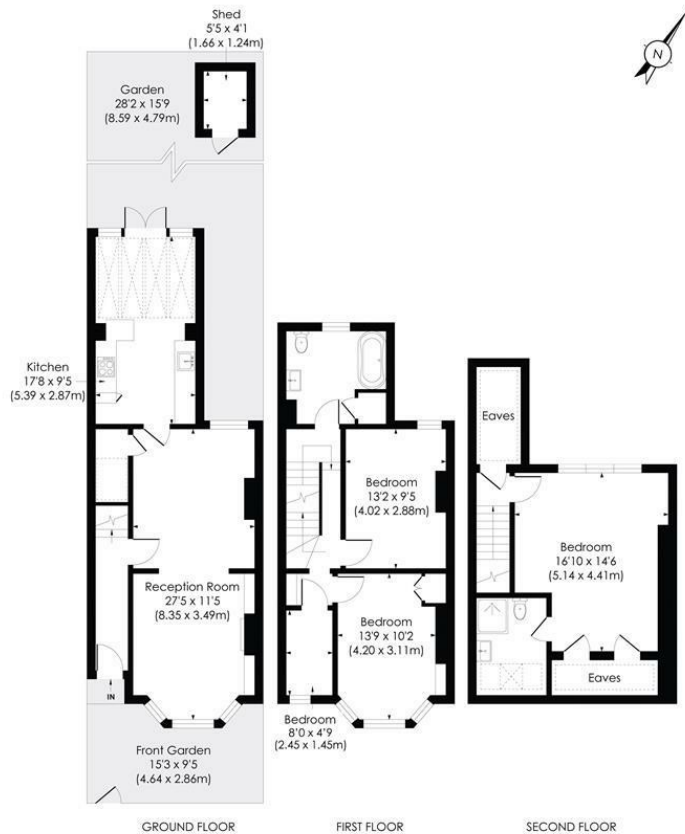 Shed
5'5 x 4'1
(1.66 x 1.24m)
N
Garden
28'2 x 15'9
(8.59 x 4.79m)
Kitchen
17'8 x 9'5
(5.39 x 2.87m)
Reception Room
27'5 x 11'5
(8.35 x 3.49m)
IN
Front Garden
15'3 x 9'5
(4.64 x 2.86m)
GROUND FLOOR
Bedroom
13'2 x 9'5
(4.02 x 2.88m)
Bedroom
13'9 x 10'2
(4.20 x 3.11m)
Bedroom
8'0 x 4'9
(2.45 x 1.45m)
FIRST FLOOR
Eaves
Bedroom
16'10 x 14'6
(5.14 x 4.41m)
Eaves
SECOND FLOOR